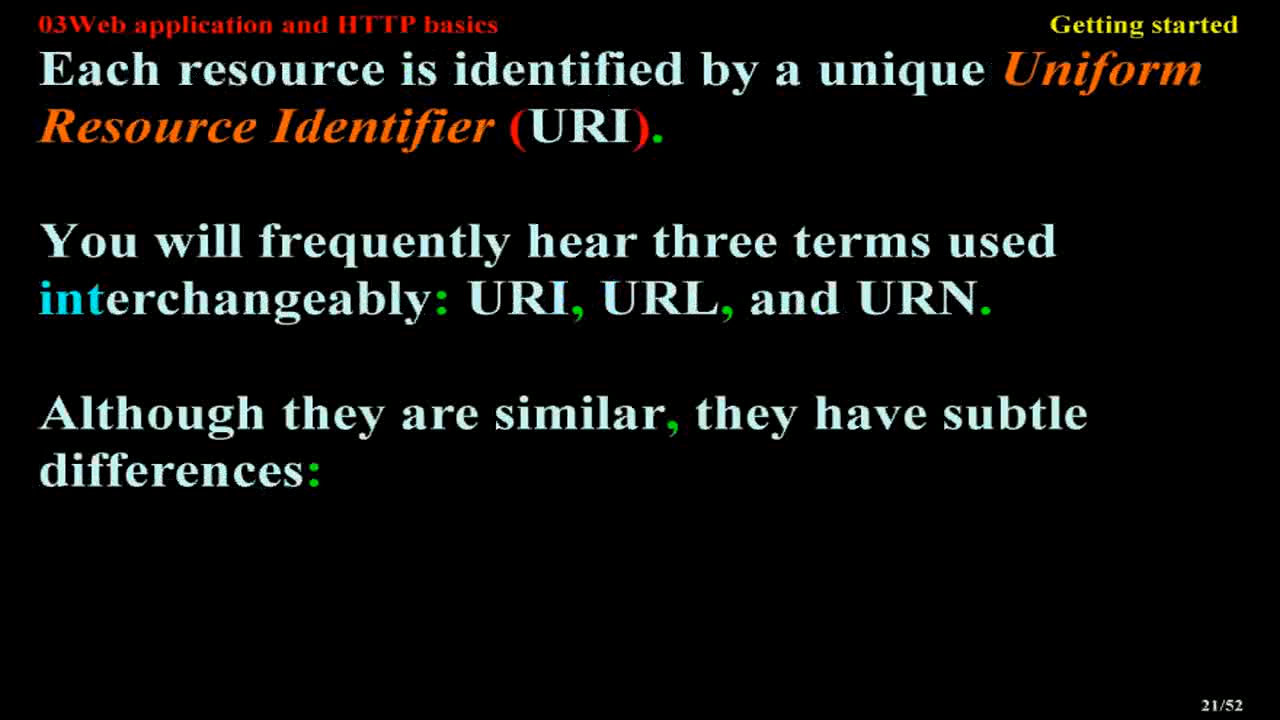 03Web application and HTTP basics
Getting started
Each resource is identified by a unique Uniform
Resource Identifier (URI).
You will frequently hear three terms used
interchangeably: URI, URL, and URN.
Although they are similar, they have subtle
differences:
21/52